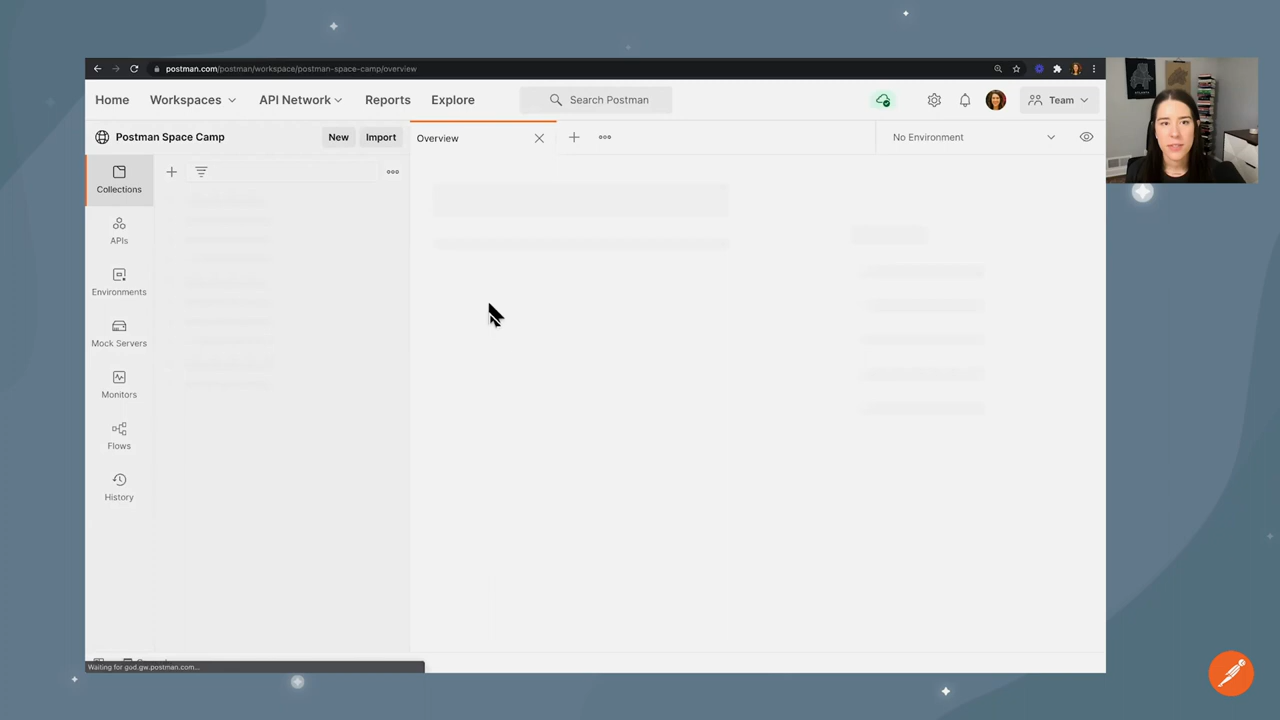 postman.com/postman/workspace/postman-space-camp/overview
Home Workspaces API Network Reports Explore Search Postman Team
Postman Space Camp New Import Overview No Environment
Collections
APIs
Environments
Mock Servers
Monitors
Flows
History
Waiting for god.gw.postman.com...